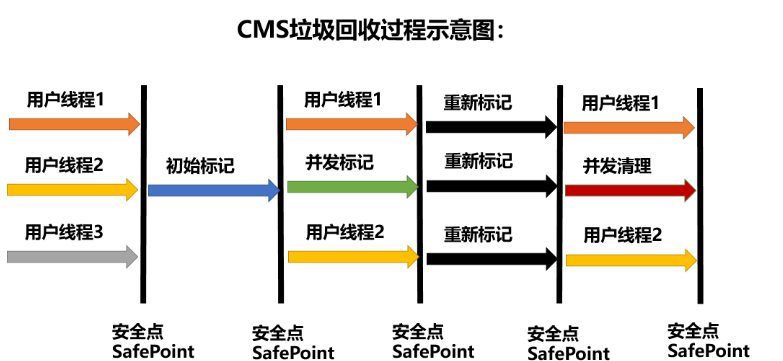 CMS垃圾回收过程示意图：
用户线程1
用户线程1
重新标记
用户线程1
用户线程2
初始标记
并发标记
重新标记
并发清理
用户线程3
用户线程2
重新标记
用户线程2
安全点
SafePoint
安全点
SafePoint
安全点
SafePoint
安全点
SafePoint
安全点
SafePoint